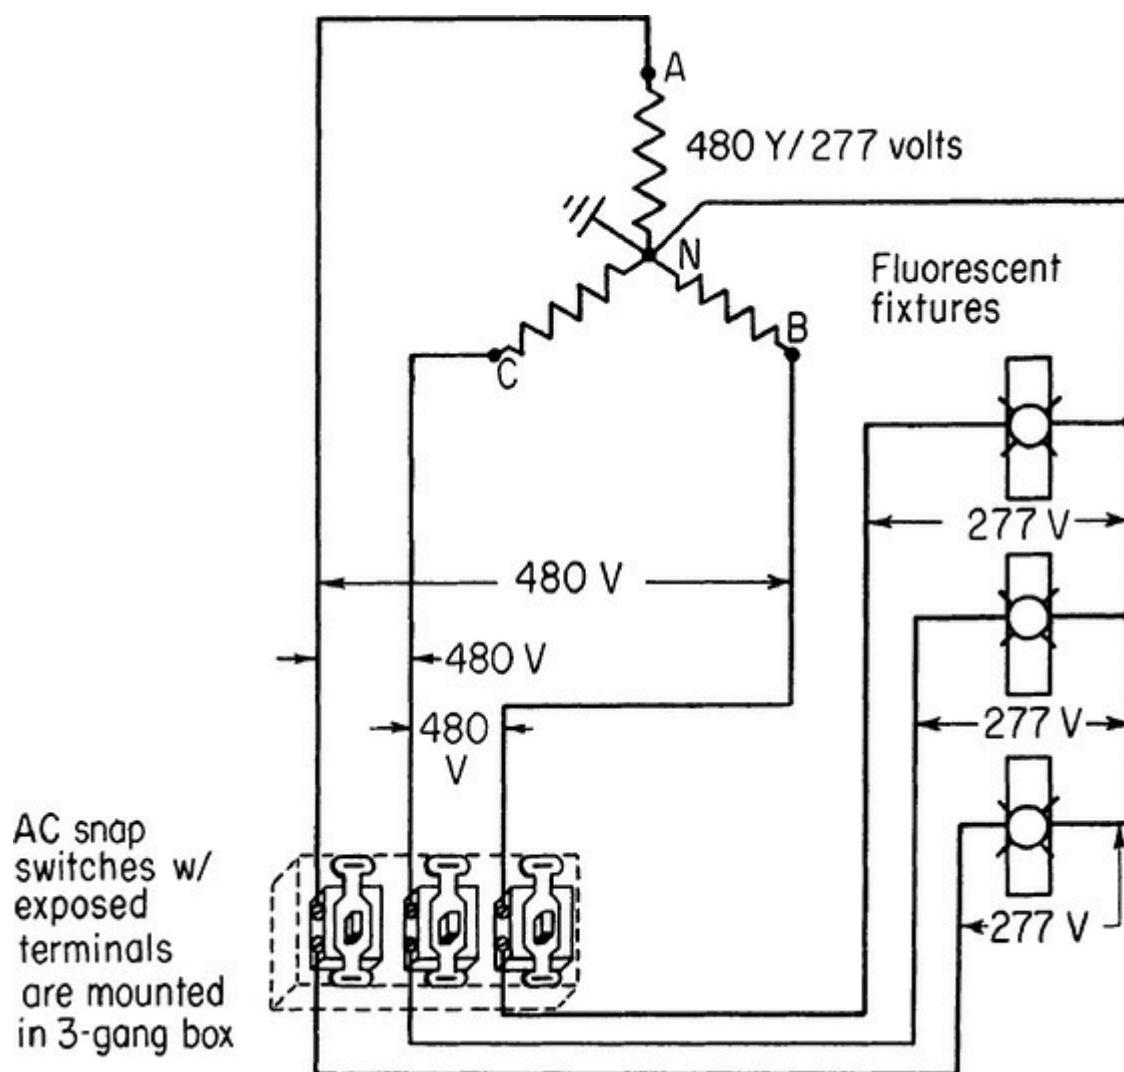 A
480 Y/277 volts
N
Fluorescent
fixtures
B
C
277 V
480 V
480 V
277 V
480
V
AC snap
switches w/
exposed
terminals
are mounted
in 3-gang box
277 V